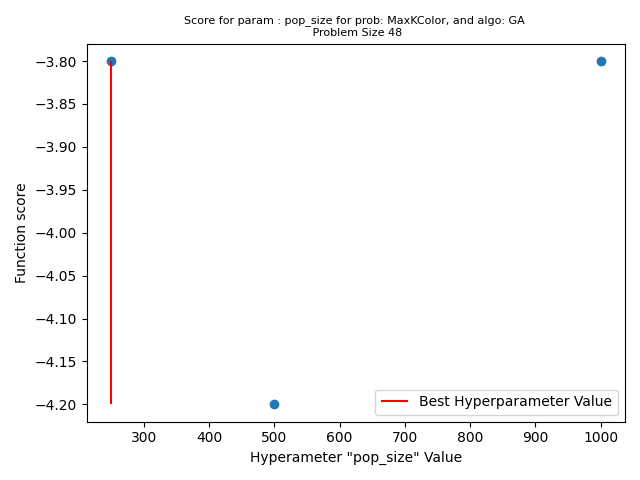 Score for param : pop_size for prob: MaxKColor, and algo: GA
Problem Size 48
−3.80
−3.85
−3.90
−3.95
−4.00
−4.05
−4.10
−4.15
−4.20
Function score
Best Hyperparameter Value
300 400 500 600 700 800 900 1000
Hyperameter "pop_size" Value